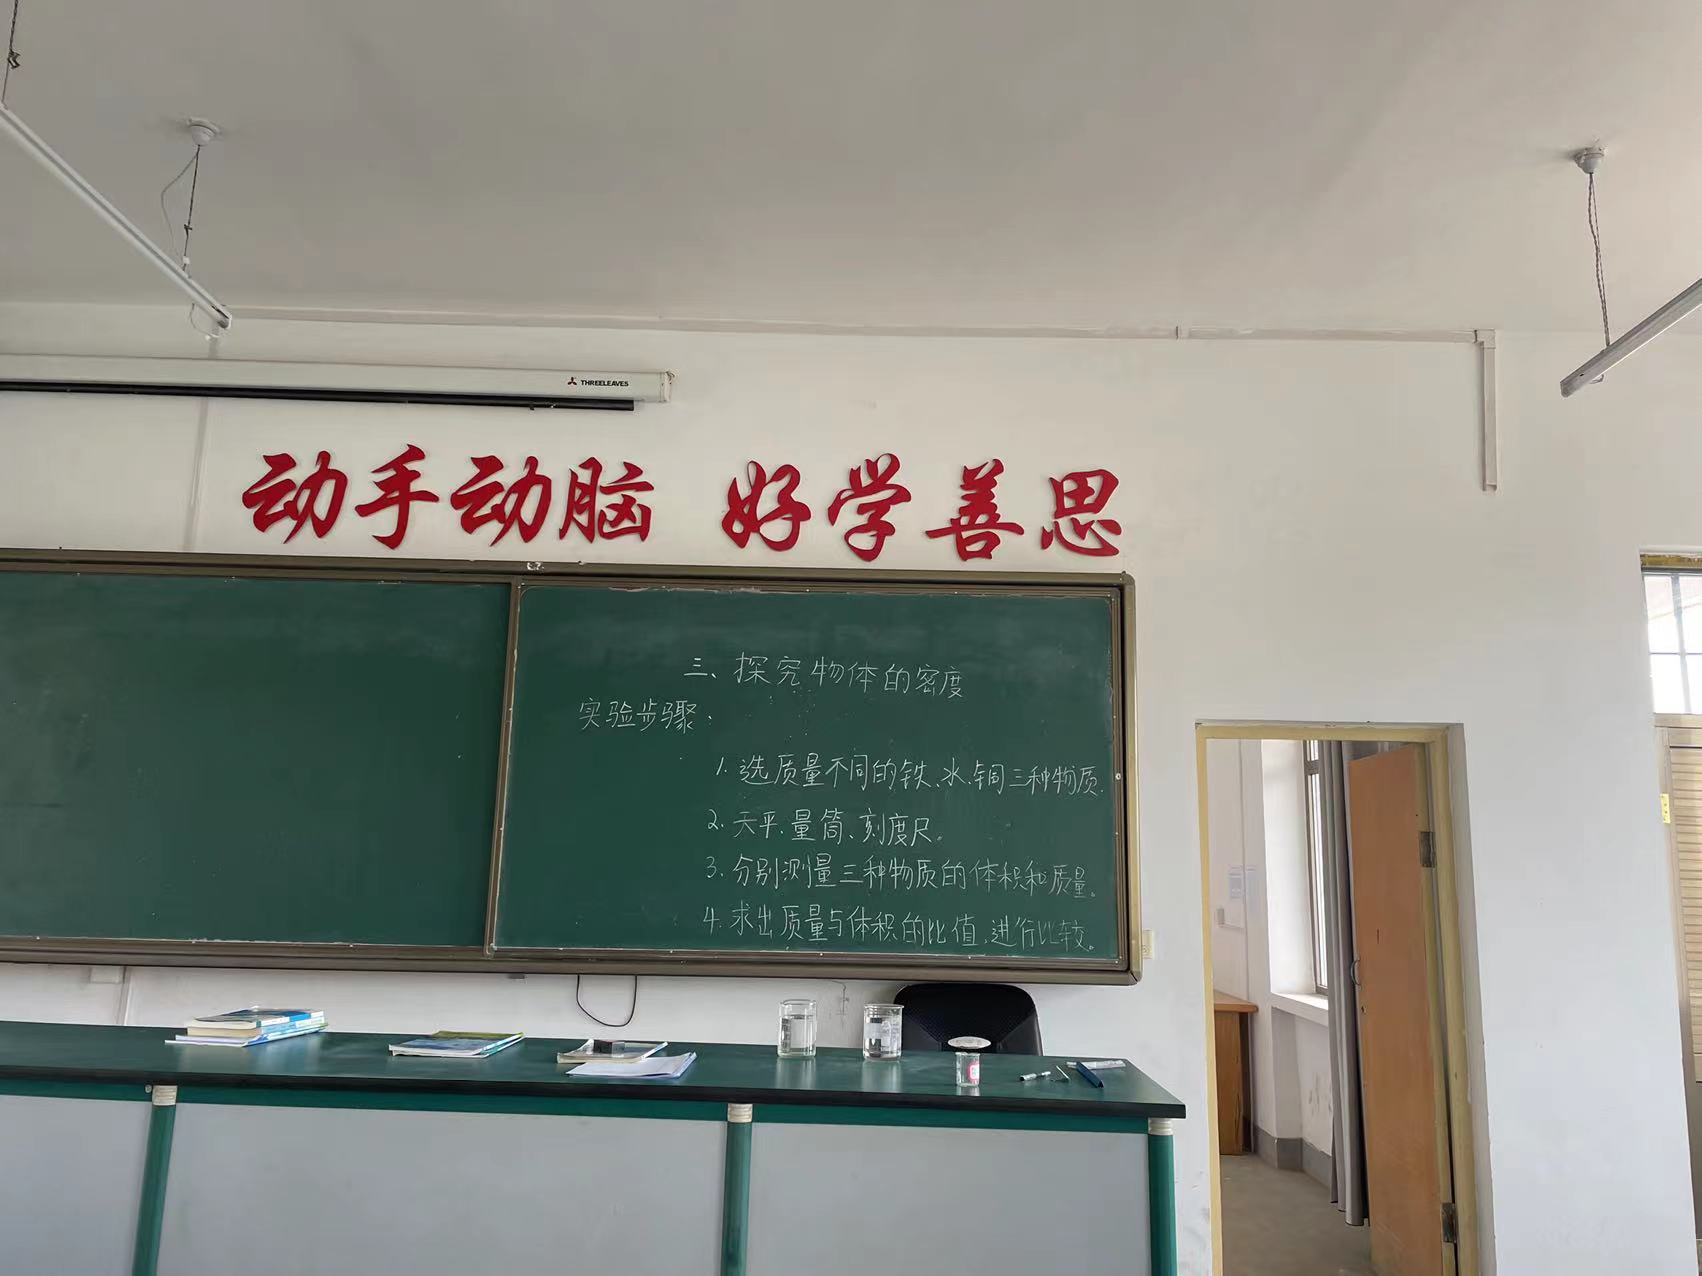 THREELEAVES
动手动脑 好学善思
三、探究物体的密度
实验步骤:
1. 选质量不同的铁、水、铜三种物质.
2. 天平、量筒、刻度尺。
3. 分别测量三种物质的体积和质量。
4. 求出质量与体积的比值,进行比较。